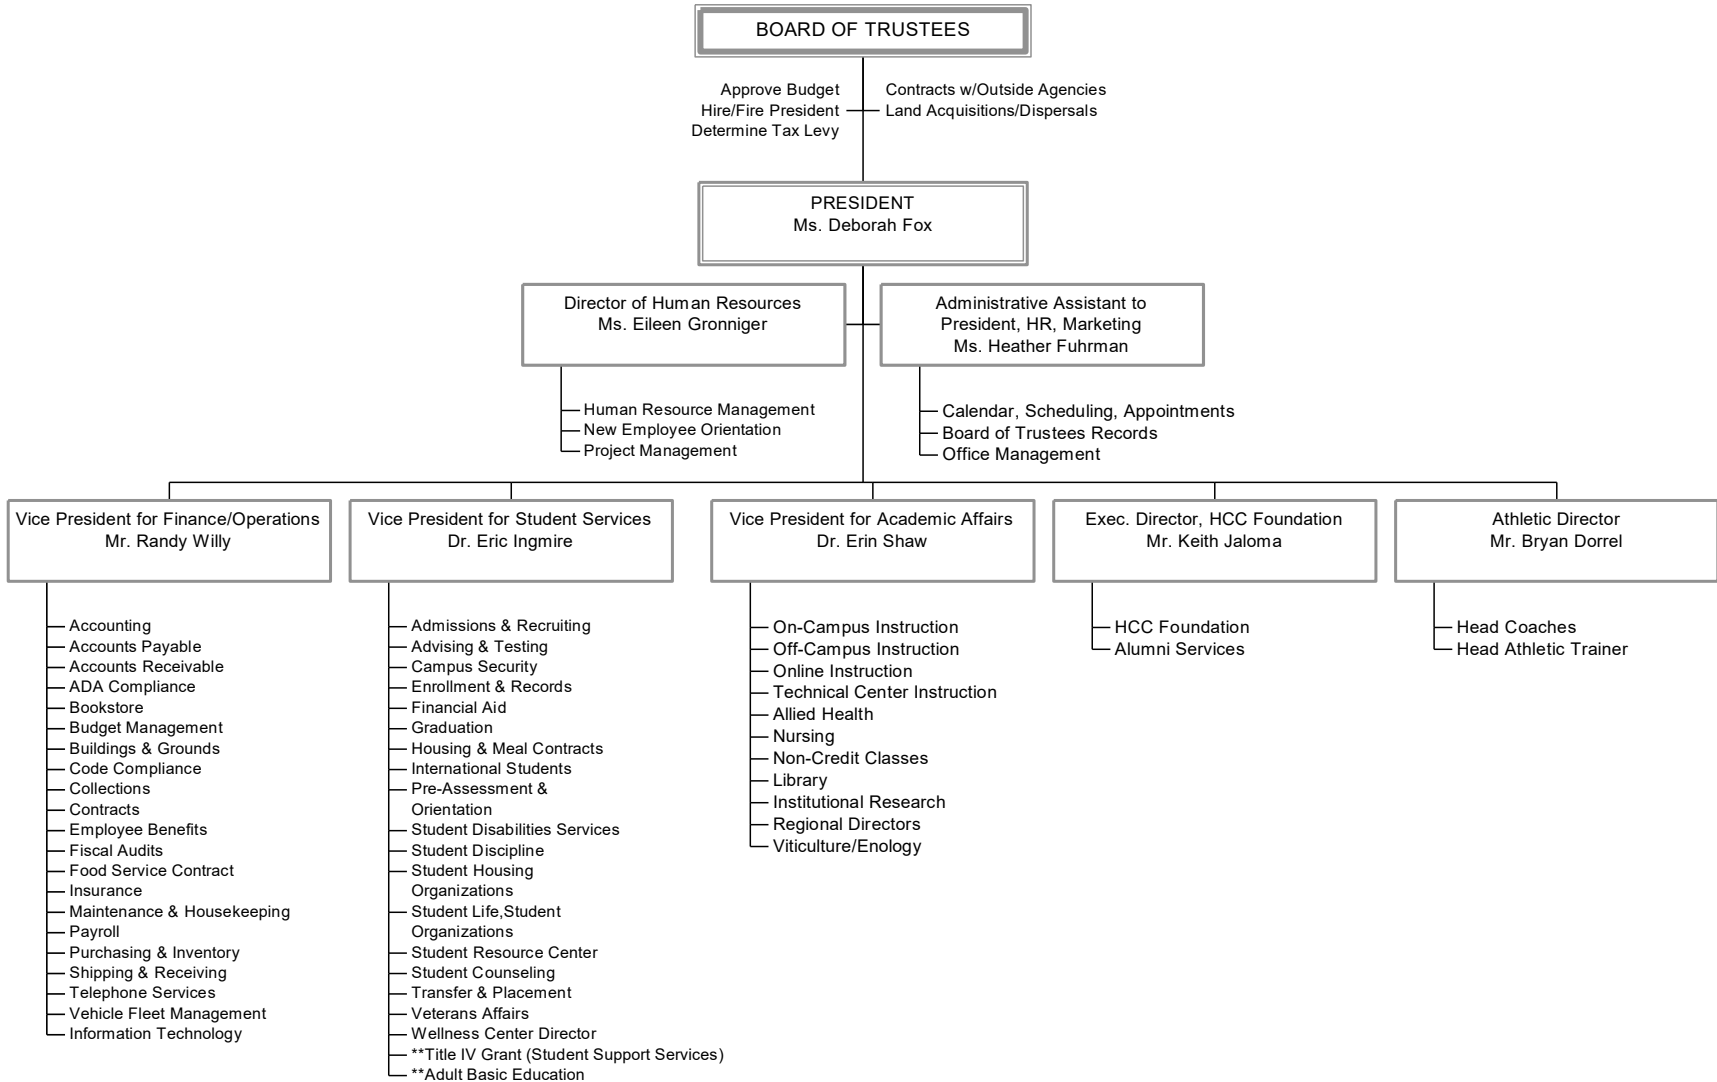 BOARD OF TRUSTEES
Approve Budget
Hire/Fire President
Determine Tax Levy
Contracts w/Outside Agencies
Land Acquisitions/Dispersals
PRESIDENT
Ms. Deborah Fox
Director of Human Resources
Ms. Eileen Gronniger
Human Resource Management
New Employee Orientation
Project Management
Administrative Assistant to
President, HR, Marketing
Ms. Heather Fuhrman
Calendar, Scheduling, Appointments
Board of Trustees Records
Office Management
Vice President for Finance/Operations
Mr. Randy Willy
Accounting
Accounts Payable
Accounts Receivable
ADA Compliance
Bookstore
Budget Management
Buildings & Grounds
Code Compliance
Collections
Contracts
Employee Benefits
Fiscal Audits
Food Service Contract
Insurance
Maintenance & Housekeeping
Payroll
Purchasing & Inventory
Shipping & Receiving
Telephone Services
Vehicle Fleet Management
Information Technology
Vice President for Student Services
Dr. Eric Ingmire
Admissions & Recruiting
Advising & Testing
Campus Security
Enrollment & Records
Financial Aid
Graduation
Housing & Meal Contracts
International Students
Pre-Assessment &
Orientation
Student Disabilities Services
Student Discipline
Student Housing
Organizations
Student Life,Student
Organizations
Student Resource Center
Student Counseling
Transfer & Placement
Veterans Affairs
Wellness Center Director
**Title IV Grant (Student Support Services)
**Adult Basic Education
Vice President for Academic Affairs
Dr. Erin Shaw
On-Campus Instruction
Off-Campus Instruction
Online Instruction
Technical Center Instruction
Allied Health
Nursing
Non-Credit Classes
Library
Institutional Research
Regional Directors
Viticulture/Enology
Exec. Director, HCC Foundation
Mr. Keith Jaloma
HCC Foundation
Alumni Services
Athletic Director
Mr. Bryan Dorrel
Head Coaches
Head Athletic Trainer